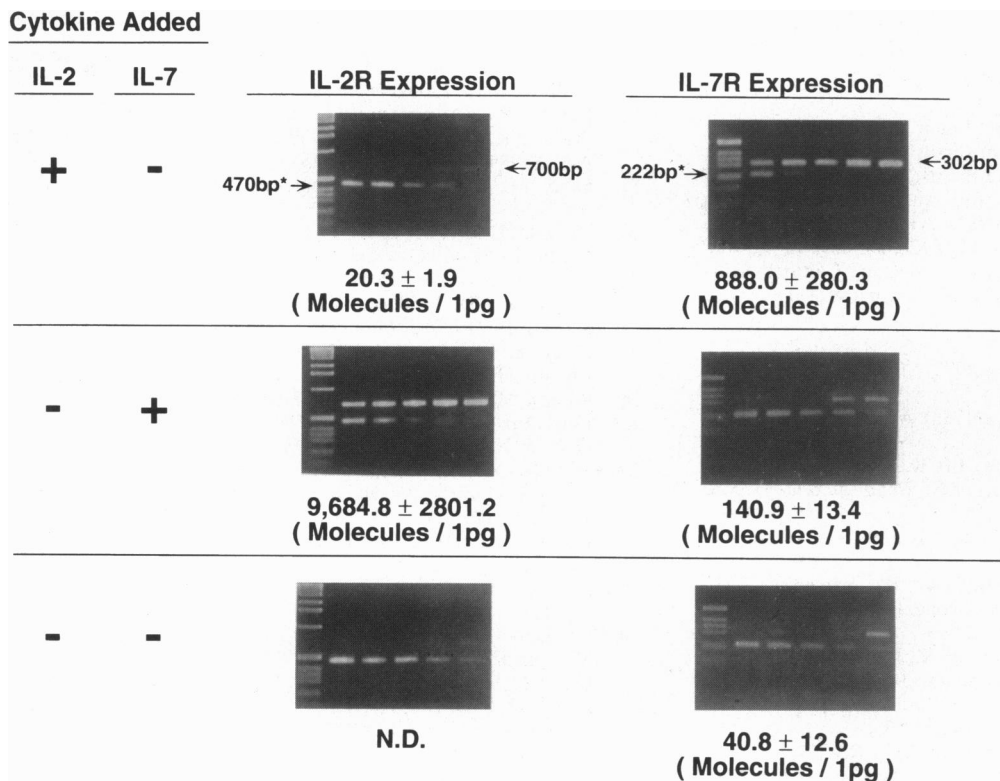 Cytokine Added
IL-2 IL-7
IL-2R Expression IL-7R Expression
+ -
470bp* 700bp 222bp* 302bp
20.3 ± 1.9 888.0 ± 280.3
( Molecules / 1pg ) ( Molecules / 1pg )
- +
9,684.8 ± 2801.2 140.9 ± 13.4
( Molecules / 1pg ) ( Molecules / 1pg )
- -
N.D. 40.8 ± 12.6
( Molecules / 1pg )